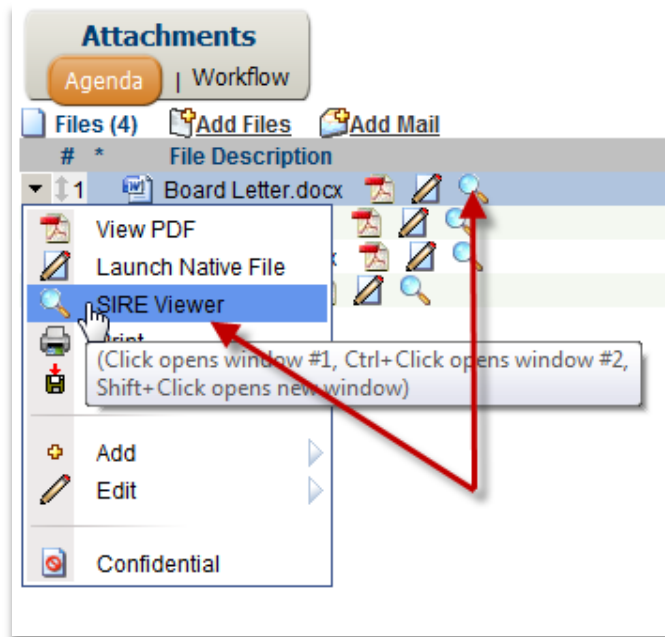 Attachments
Agenda | Workflow
Files (4) Add Files Add Mail
# * File Description
1 Board Letter.docx
View PDF
Launch Native File
SIRE Viewer
Print
(Click opens window #1, Ctrl+Click opens window #2,
Shift+Click opens new window)
Add
Edit
Confidential